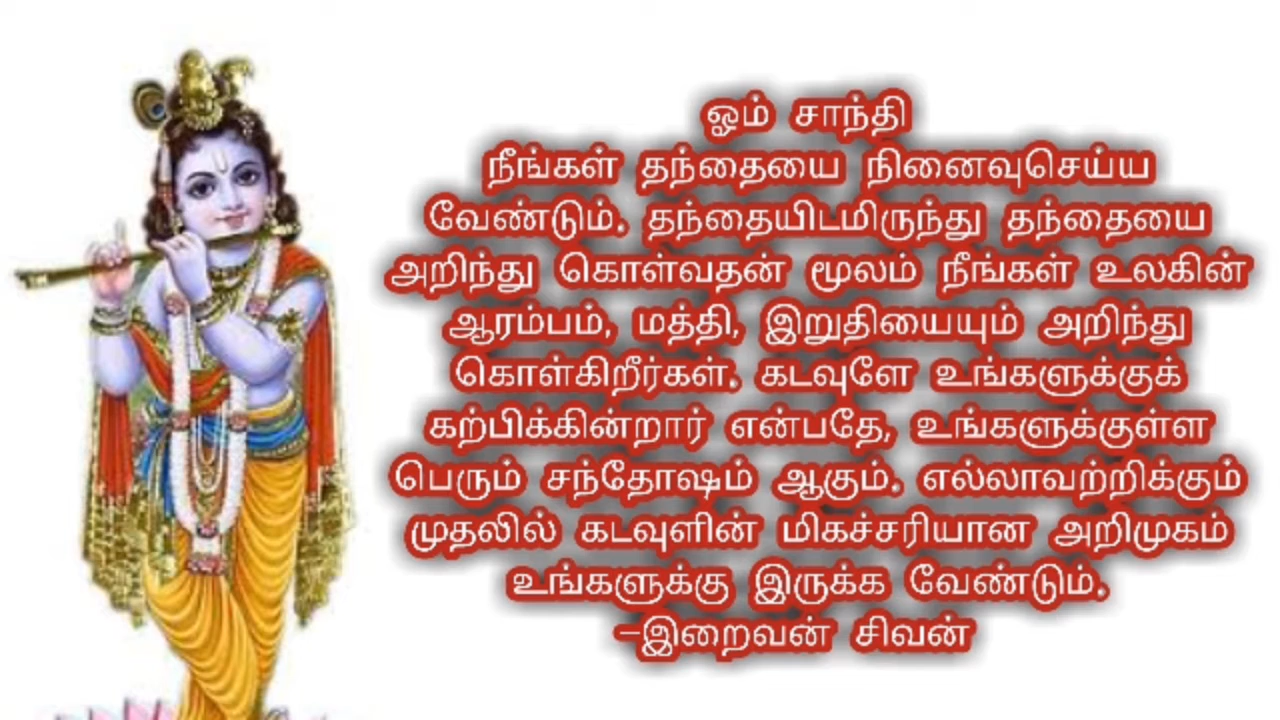 ஓம் சாந்தி
நீங்கள் தந்தையை நினைவுசெய்ய
வேண்டும். தந்தையிடமிருந்து தந்தையை
அறிந்து கொள்வதன் மூலம் நீங்கள் உலகின்
ஆரம்பம், மத்தி, இறுதியையும் அறிந்து
கொள்கிறீர்கள். கடவுளே உங்களுக்குக்
கற்பிக்கின்றார் என்பதே, உங்களுக்குள்ள
பெரும் சந்தோஷம் ஆகும். எல்லாவற்றிக்கும்
முதலில் கடவுளின் மிகச்சரியான அறிமுகம்
உங்களுக்கு இருக்க வேண்டும்.
-இறைவன் சிவன்